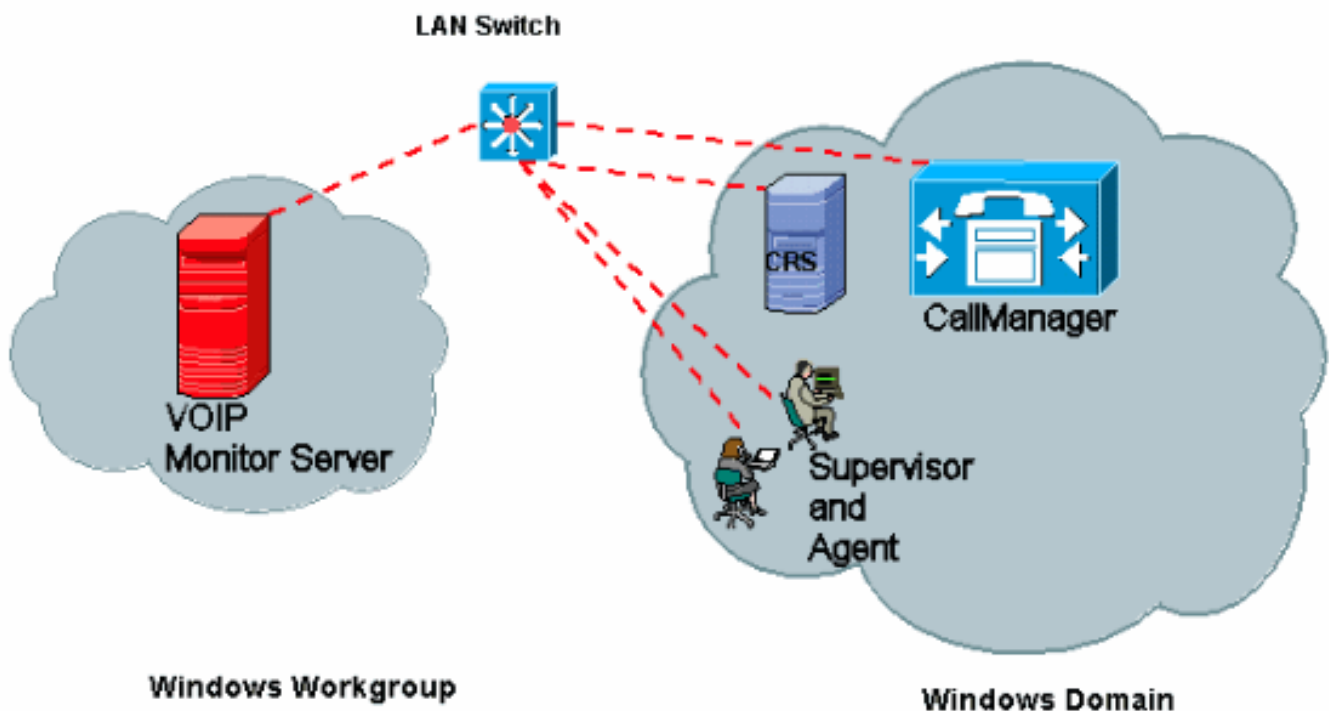 LAN Switch
CRS
CallManager
VOIP
Monitor Server
Supervisor
and
Agent
Windows Workgroup
Windows Domain